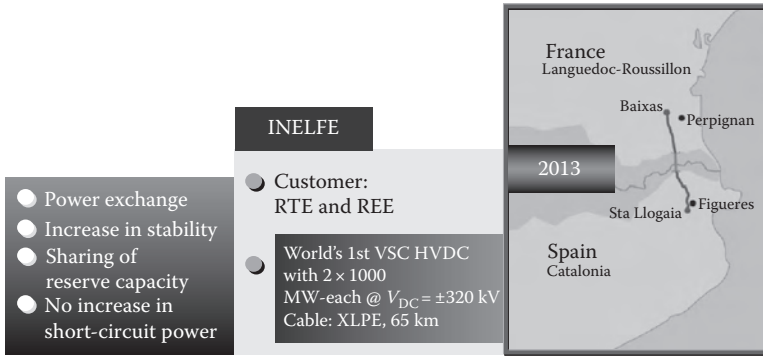 Power exchange
Increase in stability
Sharing of
reserve capacity
No increase in
short-circuit power
INELFE
Customer:
RTE and REE
World's 1st VSC HVDC
with 2 × 1000
MW-each @ V_DC = ±320 kV
Cable: XLPE, 65 km
France
Languedoc-Roussillon
Baixas
Perpignan
2013
Figueres
Sta Llogaia
Spain
Catalonia